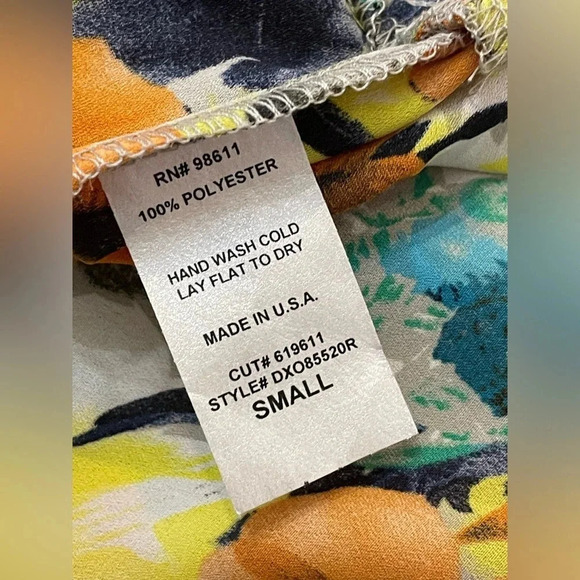 RN# 98611
100% POLYESTER
HAND WASH COLD
LAY FLAT TO DRY
MADE IN U.S.A.
CUT# 619611
STYLE# DXO85520R
SMALL